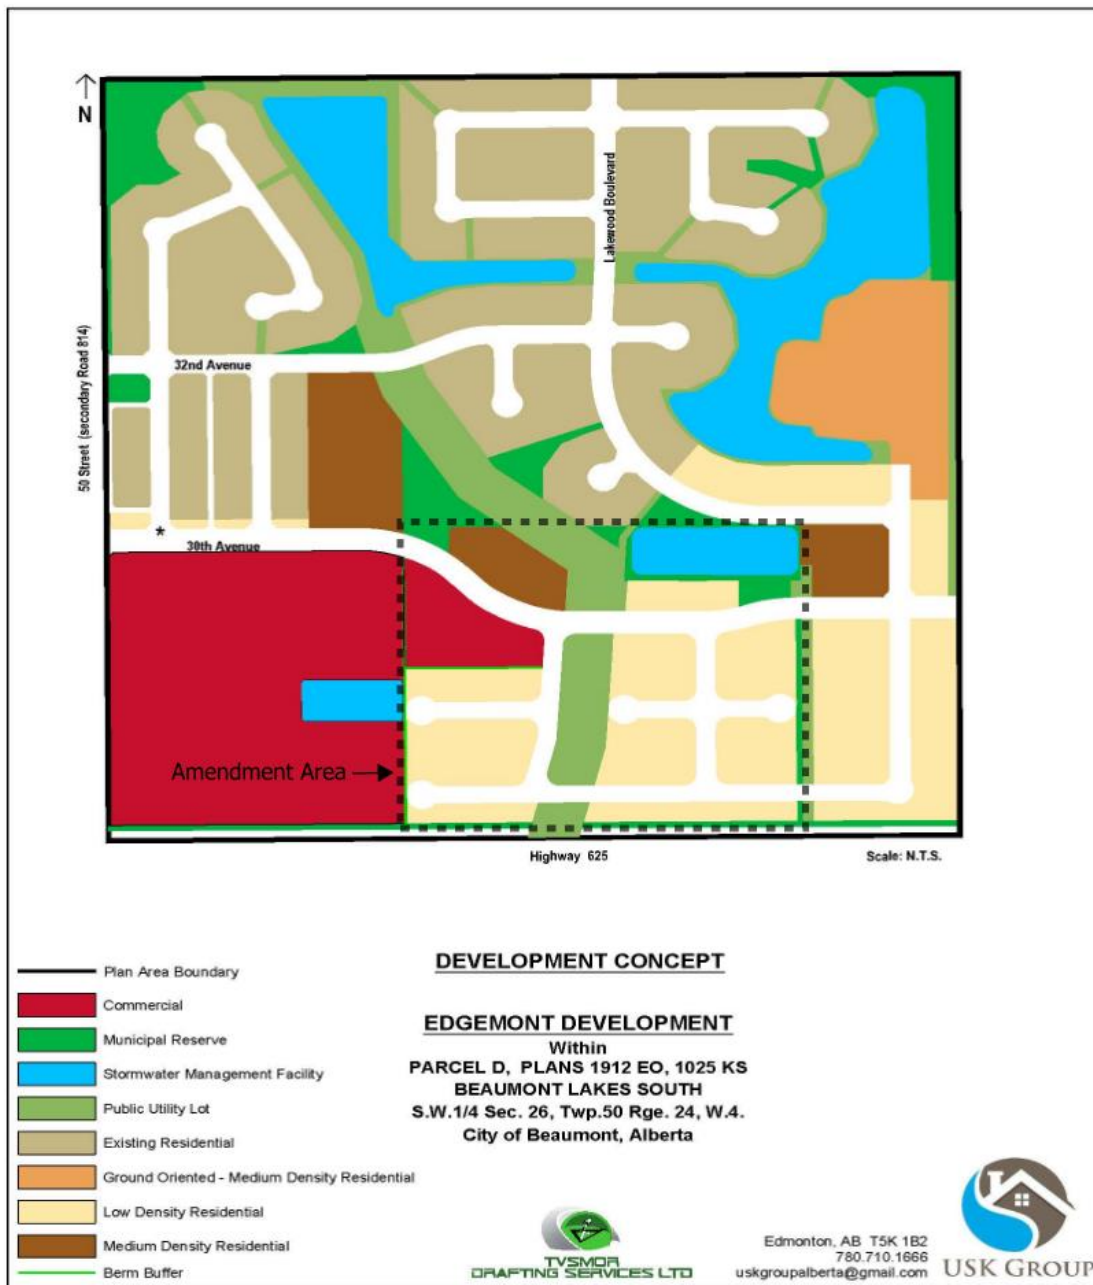 N
Lakewood Boulevard
50 Street (secondary Road 814)
32nd Avenue
*
30th Avenue
Amendment Area
Highway 625
Scale: N.T.S.
Plan Area Boundary
Commercial
Municipal Reserve
Stormwater Management Facility
Public Utility Lot
Existing Residential
Ground Oriented - Medium Density Residential
Low Density Residential
Medium Density Residential
Berm Buffer
DEVELOPMENT CONCEPT
EDGEMONT DEVELOPMENT
Within
PARCEL D, PLANS 1912 EO, 1025 KS
BEAUMONT LAKES SOUTH
S.W.1/4 Sec. 26, Twp.50 Rge. 24, W.4.
City of Beaumont, Alberta
TVSMOR
DRAFTING SERVICES LTD
Edmonton, AB T5K 1B2
780.710.1666
uskgroupalberta@gmail.com
USK GROUP